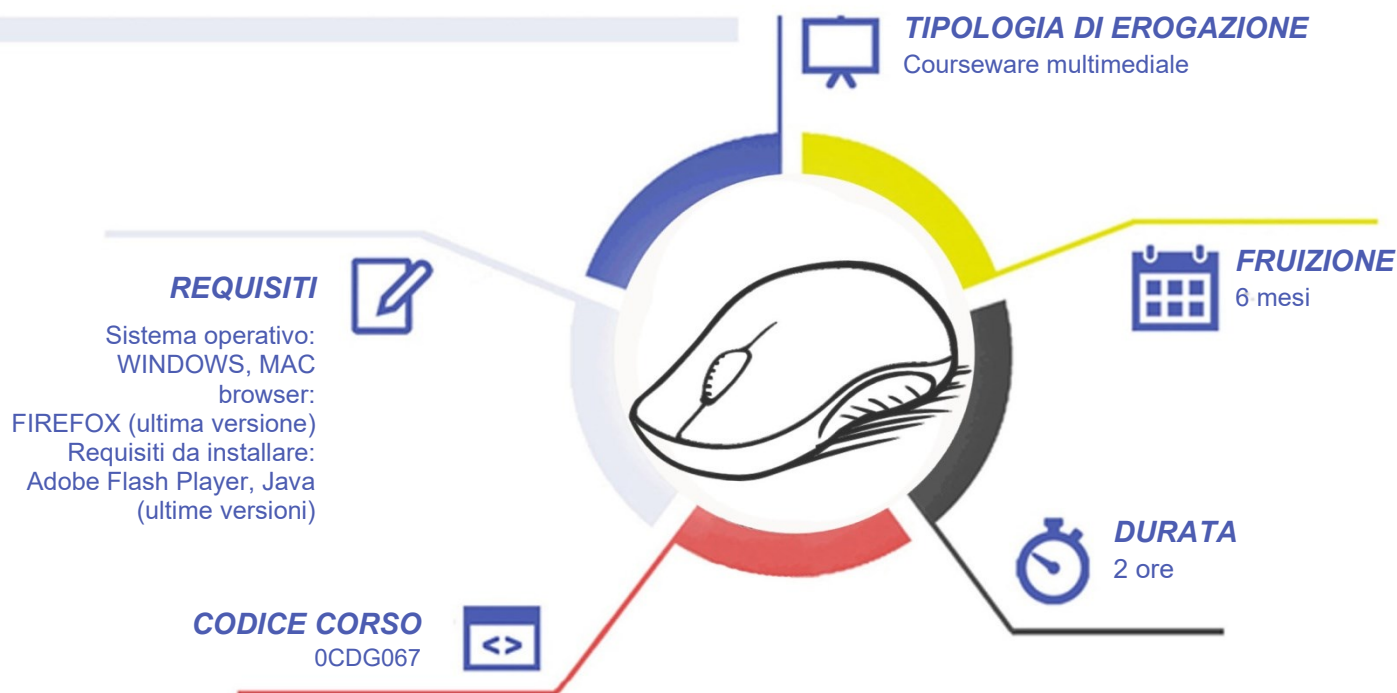 TIPOLOGIA DI EROGAZIONE
Courseware multimediale
FRUIZIONE
6 mesi
REQUISITI
Sistema operativo:
WINDOWS, MAC
browser:
FIREFOX (ultima versione)
Requisiti da installare:
Adobe Flash Player, Java
(ultime versioni)
DURATA
2 ore
CODICE CORSO
0CDG067